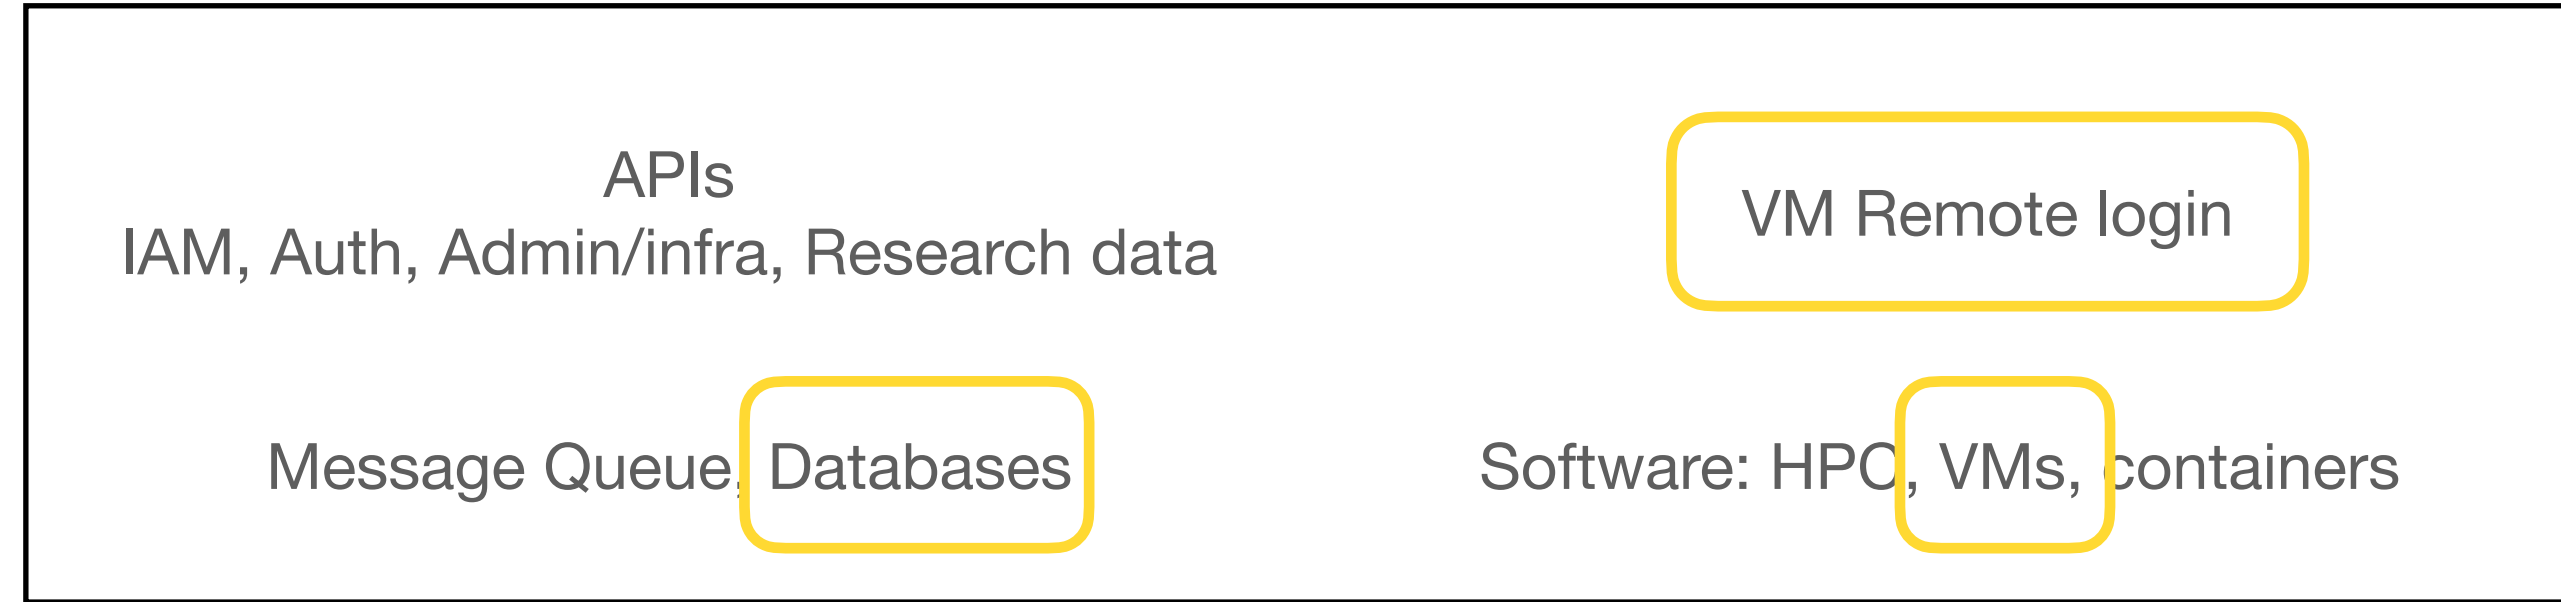 APIs
IAM, Auth, Admin/infra, Research data
VM Remote login
Message Queue, Databases
Software: HPC, VMs, containers